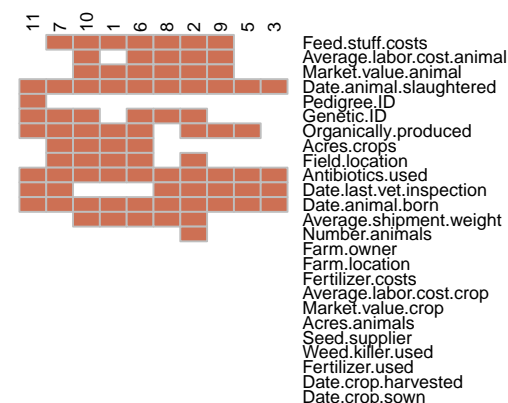 11 7 10 1 6 8 2 9 5 3
Feed.stuff.costs
Average.labor.cost.animal
Market.value.animal
Date.animal.slaughtered
Pedigree.ID
Genetic.ID
Organically.produced
Acres.crops
Field.location
Antibiotics.used
Date.last.vet.inspection
Date.animal.born
Average.shipment.weight
Number.animals
Farm.owner
Farm.location
Fertilizer.costs
Average.labor.cost.crop
Market.value.crop
Acres.animals
Seed.supplier
Weed.killer.used
Fertilizer.used
Date.crop.harvested
Date.crop.sown